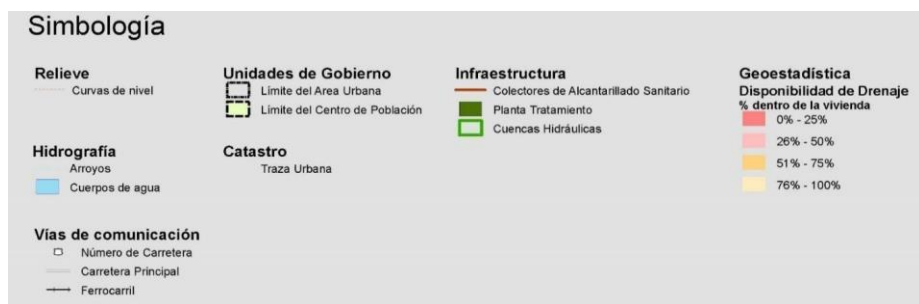 Simbología
Relieve
Curvas de nivel
Hidrografía
Arroyos
Cuerpos de agua
Vías de comunicación
Número de Carretera
Carretera Principal
Ferrocarril
Unidades de Gobierno
Límite del Area Urbana
Límite del Centro de Población
Catastro
Traza Urbana
Infraestructura
Colectores de Alcantarillado Sanitario
Planta Tratamiento
Cuencas Hidráulicas
Geoestadística
Disponibilidad de Drenaje
% dentro de la vivienda
0% - 25%
26% - 50%
51% - 75%
76% - 100%